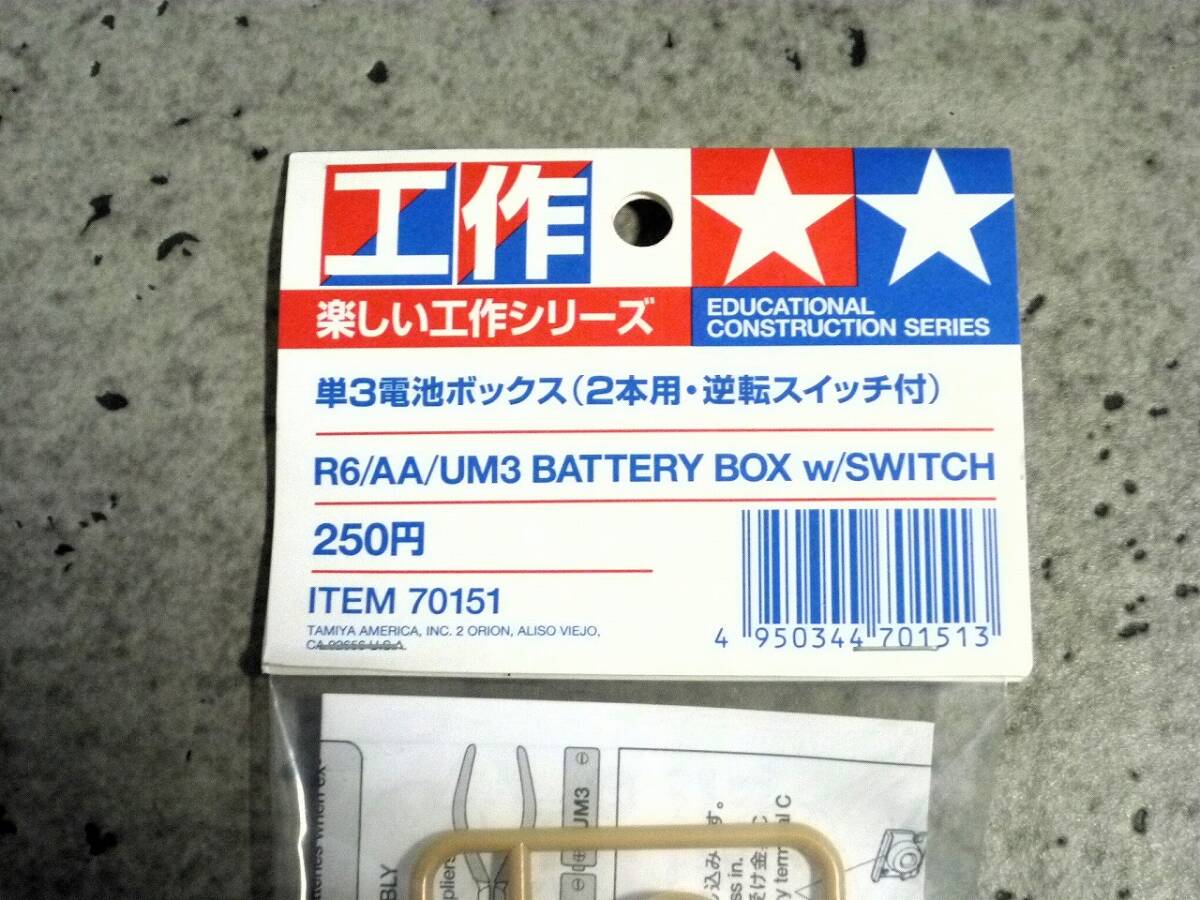 工作
楽しい工作シリーズ
EDUCATIONAL
CONSTRUCTION SERIES
単3電池ボックス(2本用・逆転スイッチ付)
R6/AA/UM3 BATTERY BOX w/SWITCH
250円
ITEM 70151
TAMIYA AMERICA, INC. 2 ORION, ALISO VIEJO,
CA 92656 U.S.A.
4 950344 701513
UM3